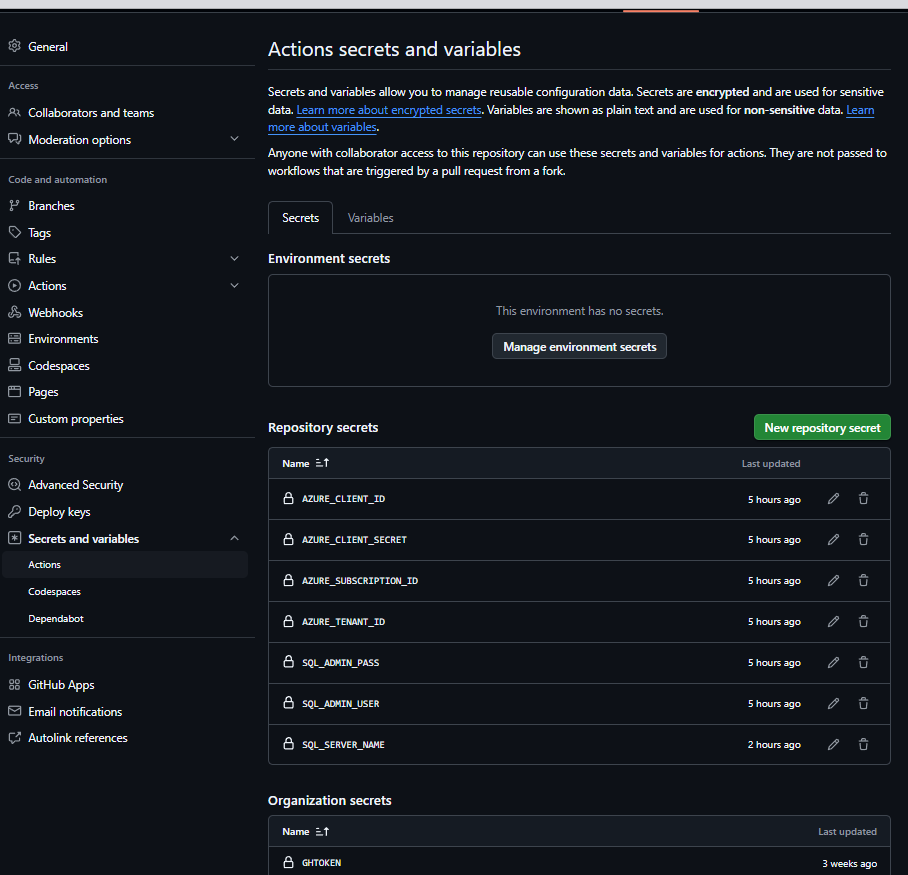 General
Access
Collaborators and teams
Moderation options
Code and automation
Branches
Tags
Rules
Actions
Webhooks
Environments
Codespaces
Pages
Custom properties
Security
Advanced Security
Deploy keys
Secrets and variables
Actions
Codespaces
Dependabot
Integrations
GitHub Apps
Email notifications
Autolink references
Actions secrets and variables
Secrets and variables allow you to manage reusable configuration data. Secrets are encrypted and are used for sensitive
data. Learn more about encrypted secrets. Variables are shown as plain text and are used for non-sensitive data. Learn
more about variables.
Anyone with collaborator access to this repository can use these secrets and variables for actions. They are not passed to
workflows that are triggered by a pull request from a fork.
Secrets Variables
Environment secrets
This environment has no secrets.
Manage environment secrets
Repository secrets New repository secret
Name Last updated
AZURE_CLIENT_ID 5 hours ago
AZURE_CLIENT_SECRET 5 hours ago
AZURE_SUBSCRIPTION_ID 5 hours ago
AZURE_TENANT_ID 5 hours ago
SQL_ADMIN_PASS 5 hours ago
SQL_ADMIN_USER 5 hours ago
SQL_SERVER_NAME 2 hours ago
Organization secrets
Name Last updated
GHTOKEN 3 weeks ago